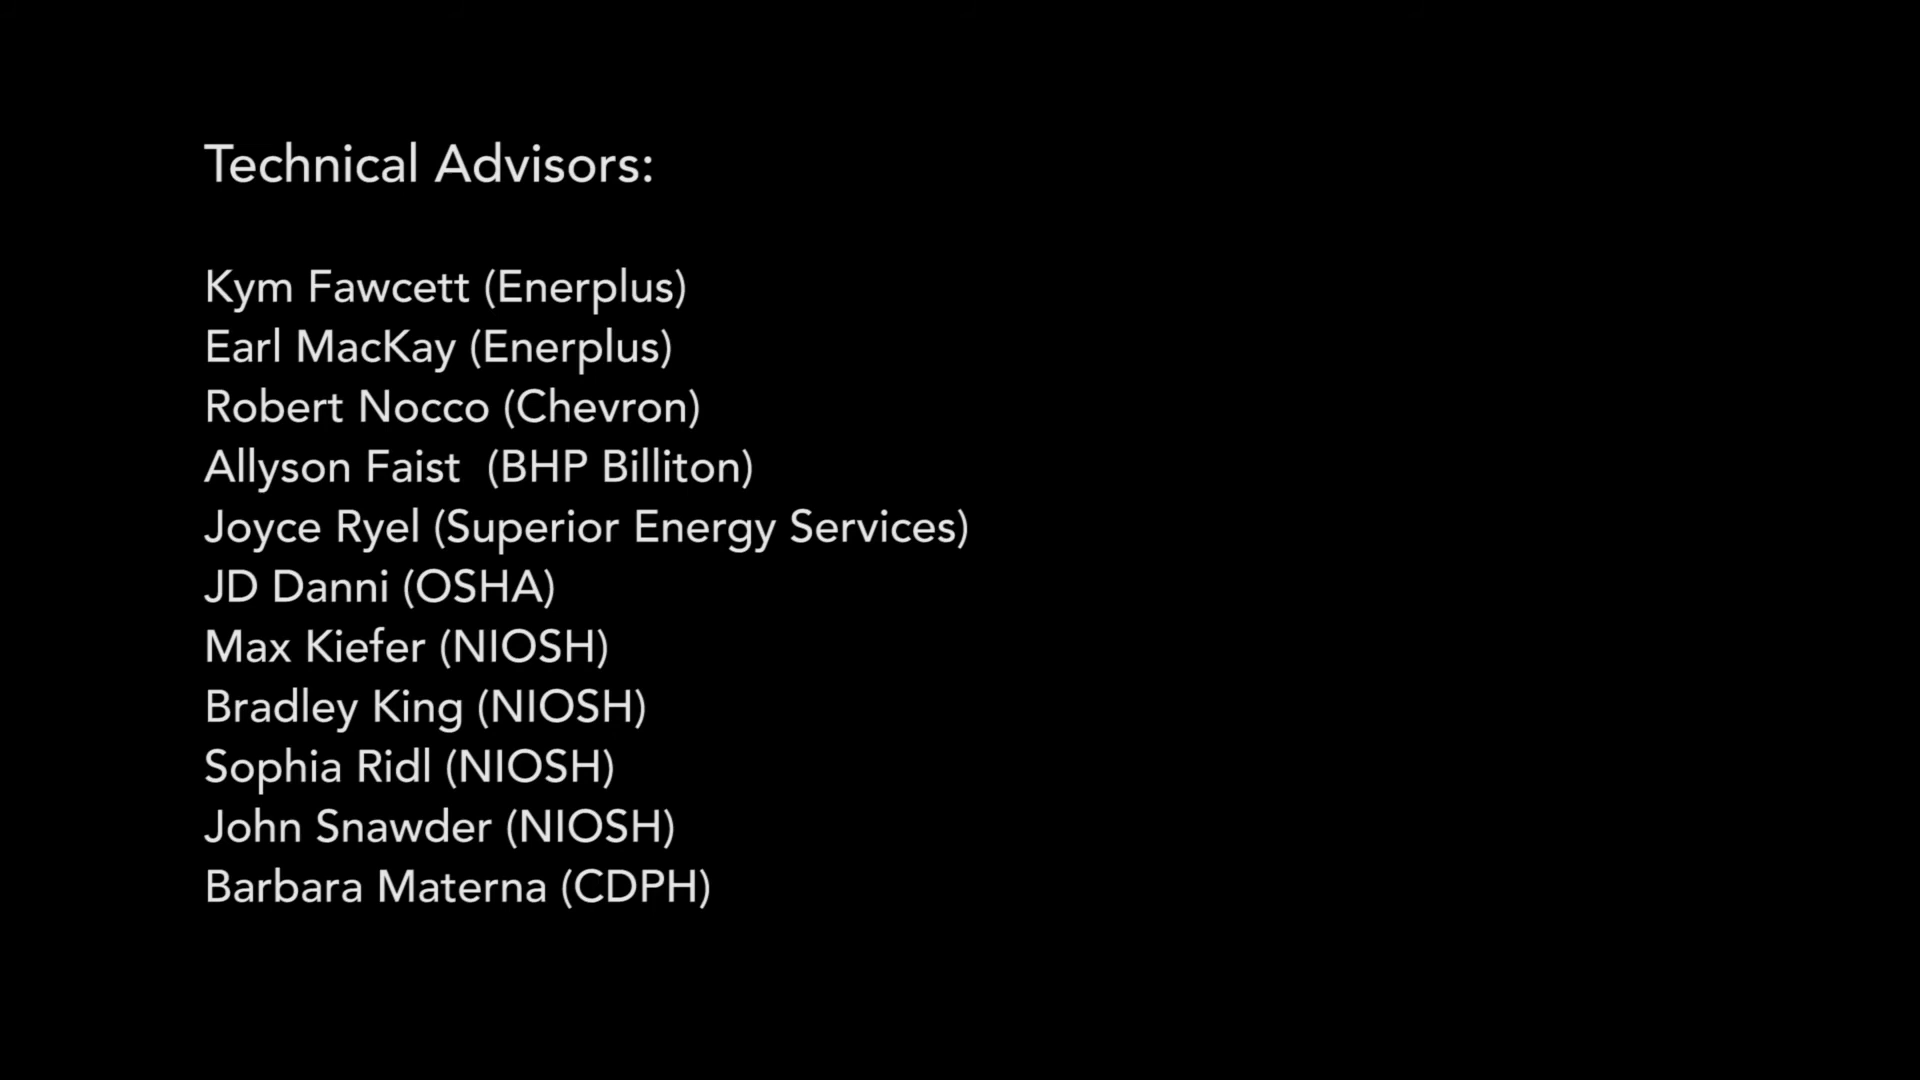 Technical Advisors:
Kym Fawcett (Enerplus)
Earl MacKay (Enerplus)
Robert Nocco (Chevron)
Allyson Faist  (BHP Billiton)
Joyce Ryel (Superior Energy Services)
JD Danni (OSHA)
Max Kiefer (NIOSH)
Bradley King (NIOSH)
Sophia Ridl (NIOSH)
John Snawder (NIOSH)
Barbara Materna (CDPH)